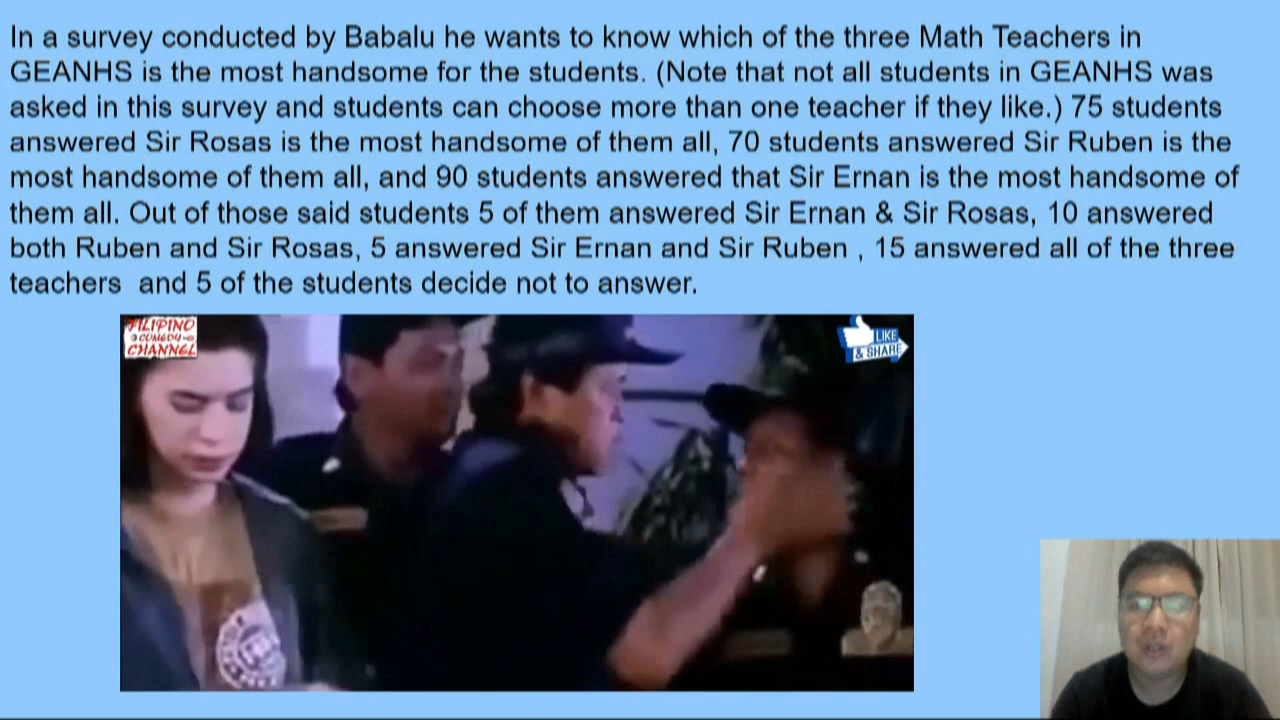 In a survey conducted by Babalu he wants to know which of the three Math Teachers in
GEANHS is the most handsome for the students. (Note that not all students in GEANHS was
asked in this survey and students can choose more than one teacher if they like.) 75 students
answered Sir Rosas is the most handsome of them all, 70 students answered Sir Ruben is the
most handsome of them all, and 90 students answered that Sir Ernan is the most handsome of
them all. Out of those said students 5 of them answered Sir Ernan & Sir Rosas, 10 answered
both Ruben and Sir Rosas, 5 answered Sir Ernan and Sir Ruben , 15 answered all of the three
teachers  and 5 of the students decide not to answer.
FILIPINO
COMEDY
CHANNEL
LIKE
& SHARE